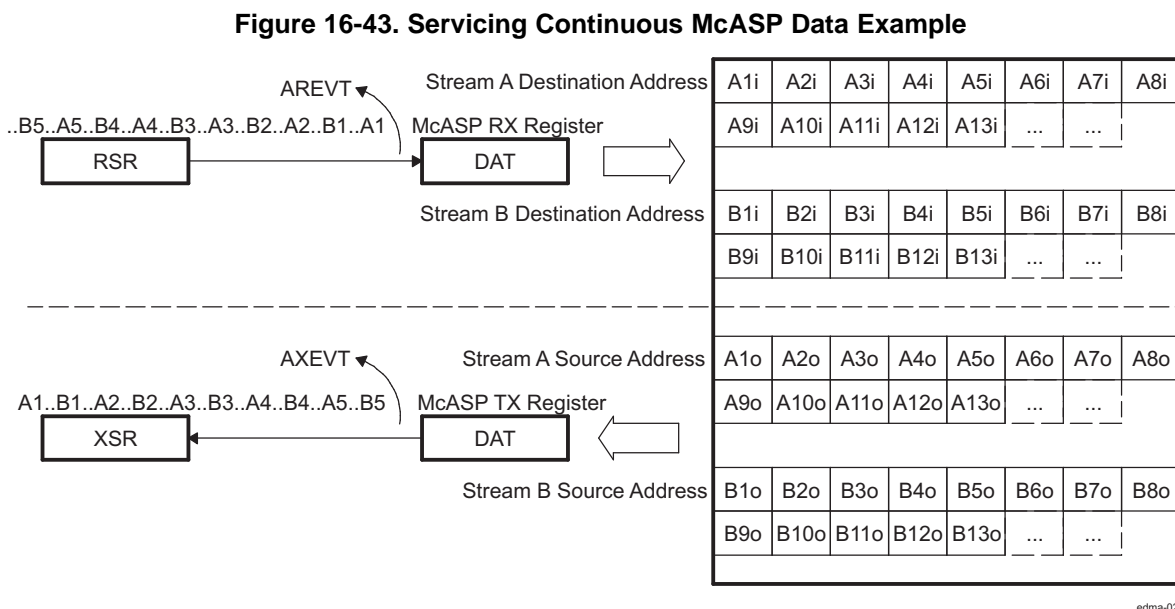 Figure 16-43. Servicing Continuous McASP Data Example
Stream A Destination Address
A1i A2i A3i A4i A5i A6i A7i A8i
AREVT
..B5..A5..B4..A4..B3..A3..B2..A2..B1..A1
McASP RX Register
A9i A10i A11i A12i A13i ... ...
RSR
DAT
Stream B Destination Address
B1i B2i B3i B4i B5i B6i B7i B8i
B9i B10i B11i B12i B13i ... ...
AXEVT
Stream A Source Address
A1o A2o A3o A4o A5o A6o A7o A8o
A1..B1..A2..B2..A3..B3..A4..B4..A5..B5
McASP TX Register
A9o A10o A11o A12o A13o ... ...
XSR
DAT
Stream B Source Address
B1o B2o B3o B4o B5o B6o B7o B8o
B9o B10o B11o B12o B13o ... ...